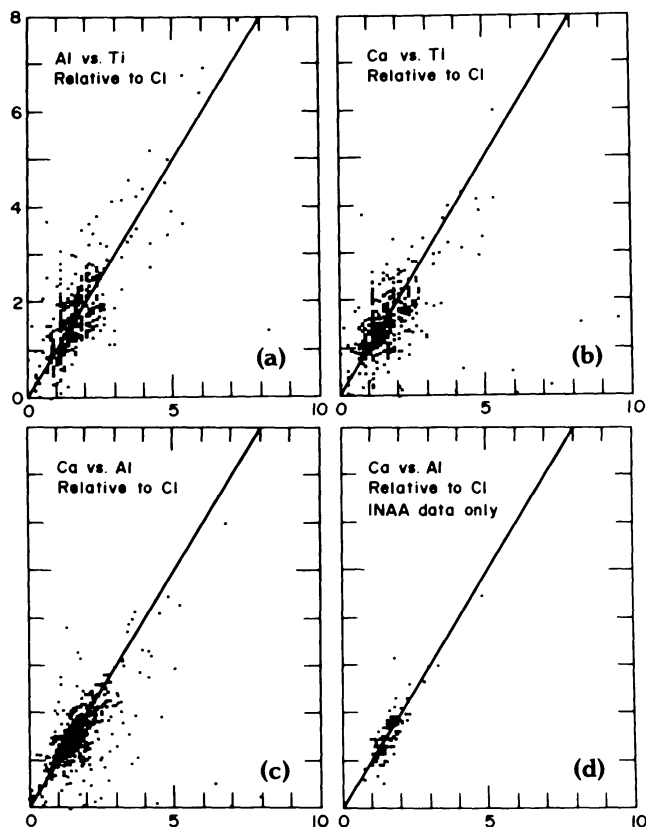 8
Al vs. Ti
Relative to Cl
6
4
2
(a)
0
0
5
10
Ca vs. Ti
Relative to Cl
(b)
0
5
10
Ca vs. Al
Relative to Cl
(c)
0
5
10
Ca vs. Al
Relative to Cl
INAA data only
(d)
0
5
10